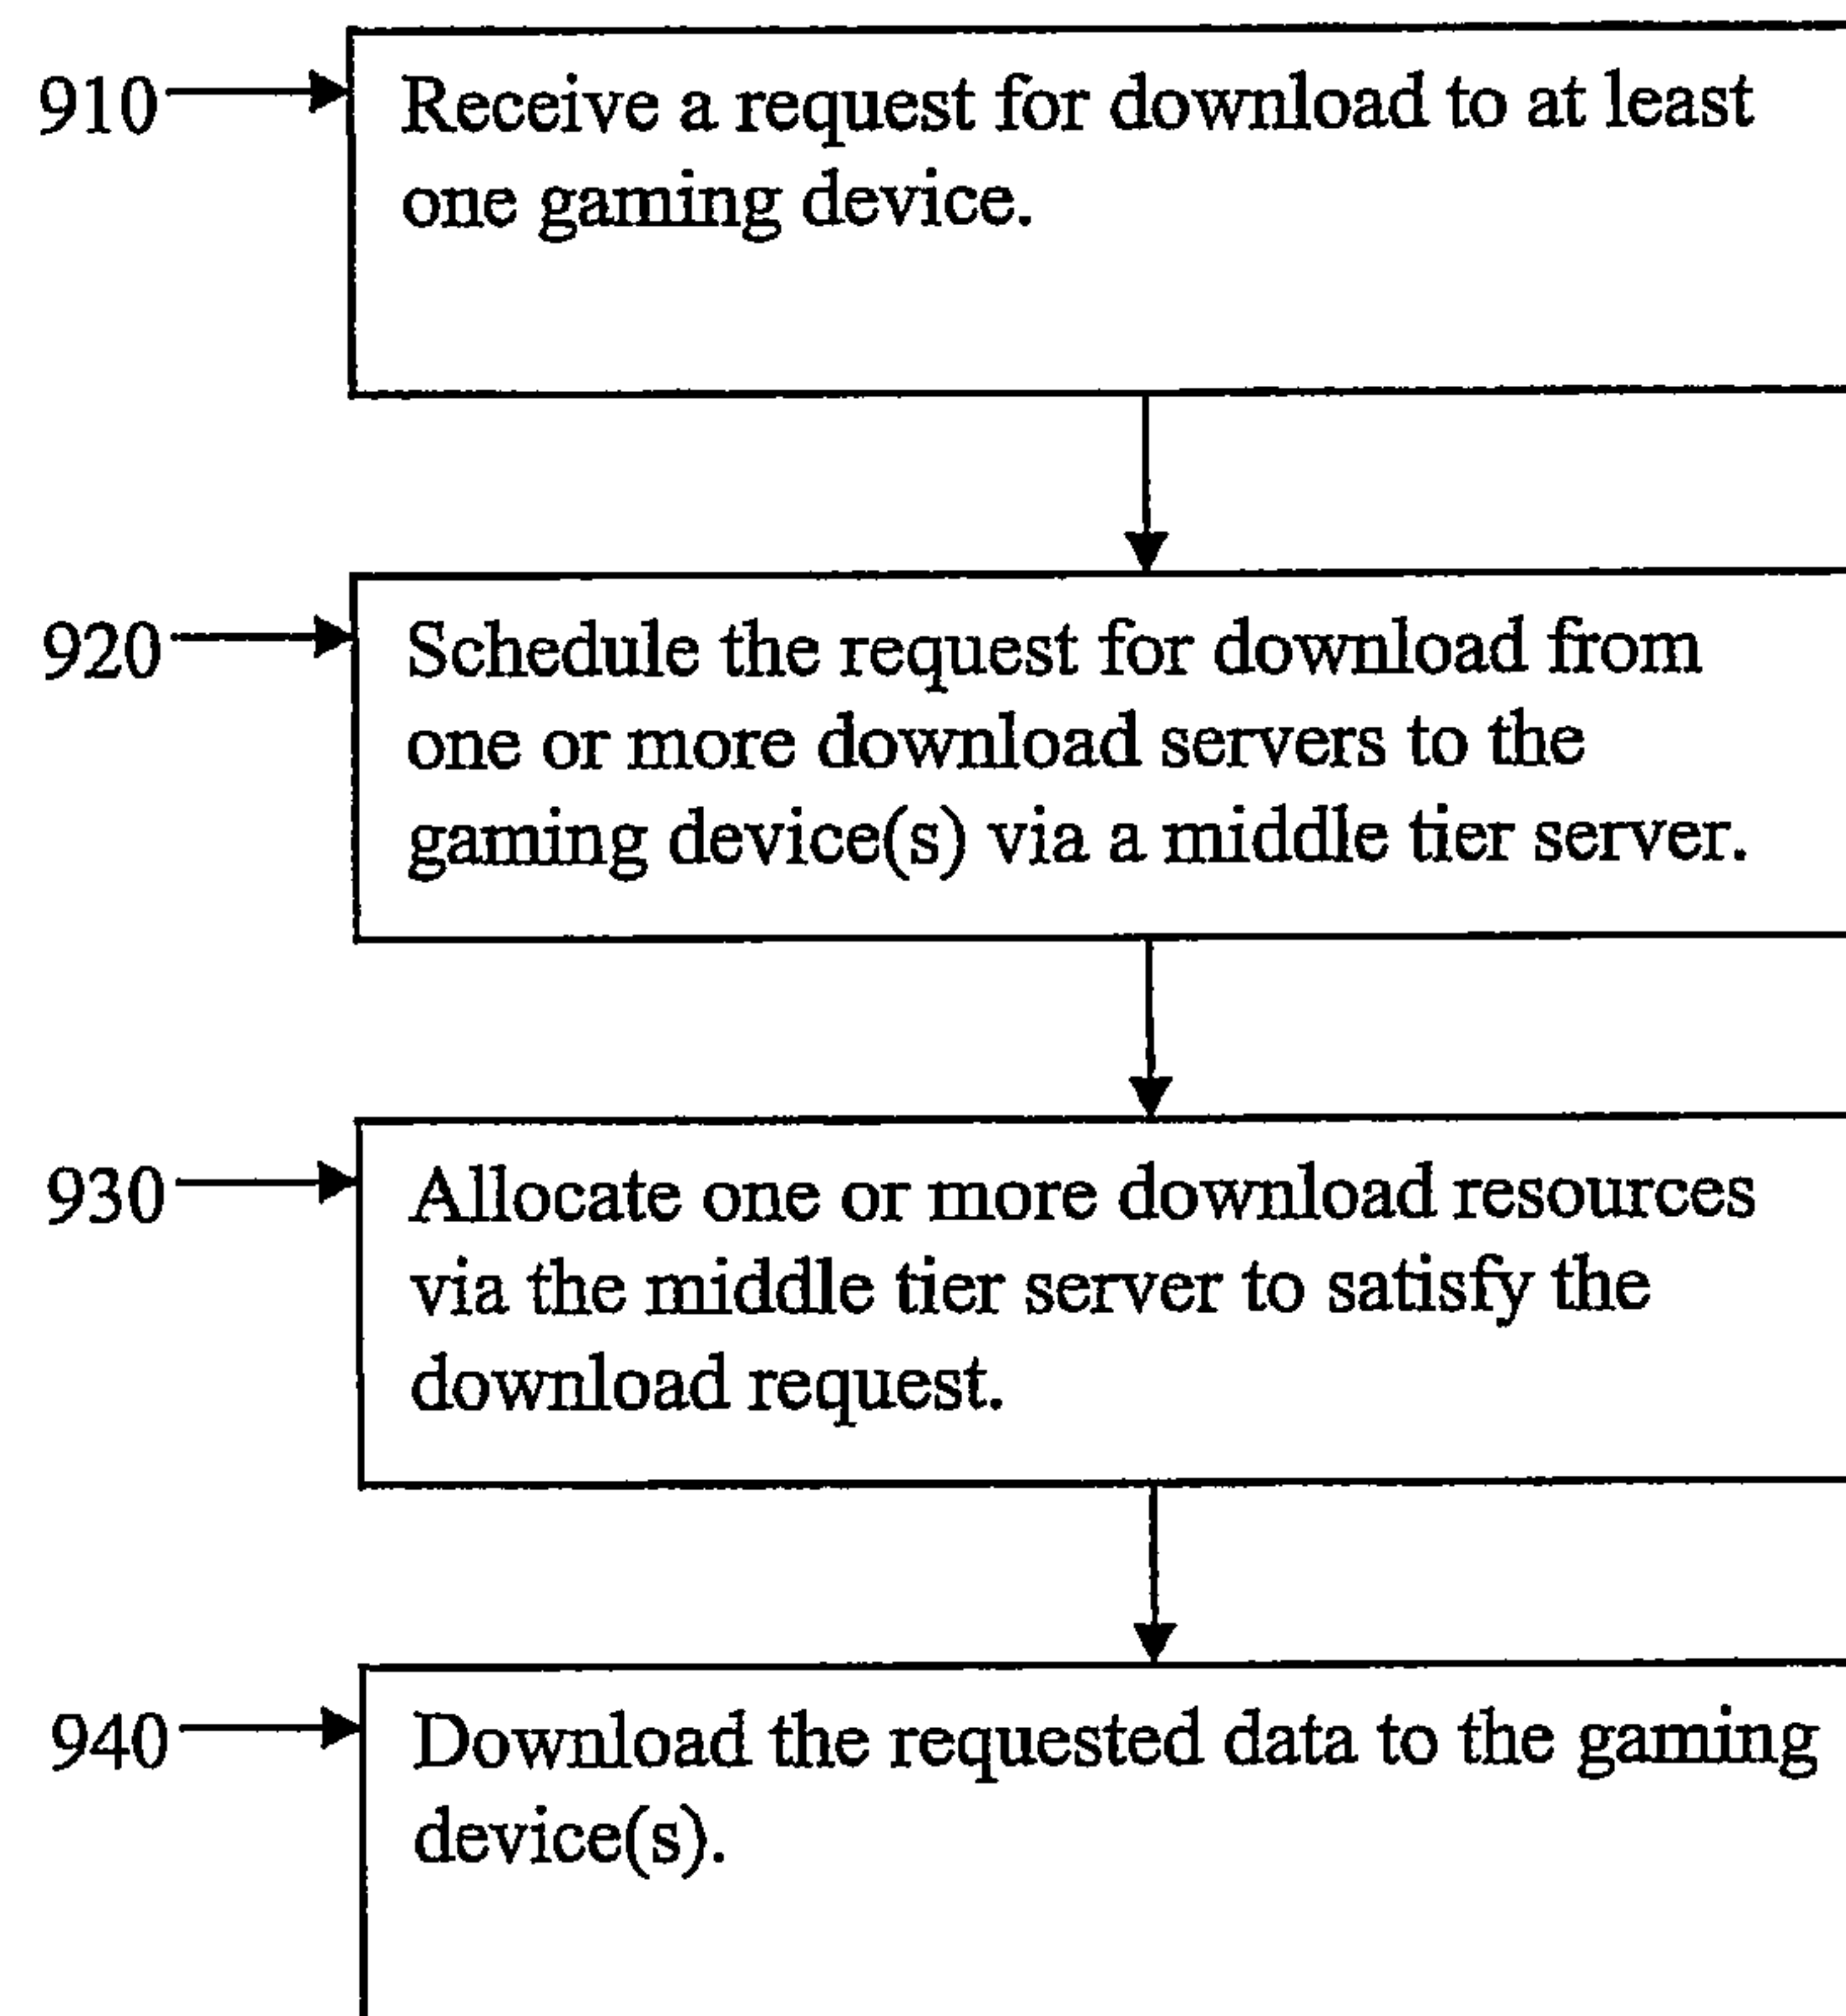 910
Receive a request for download to at least
one gaming device.
920
Schedule the request for download from
one or more download servers to the
gaming device(s) via a middle tier server.
930
Allocate one or more download resources
via the middle tier server to satisfy the
download request.
940
Download the requested data to the gaming
device(s).